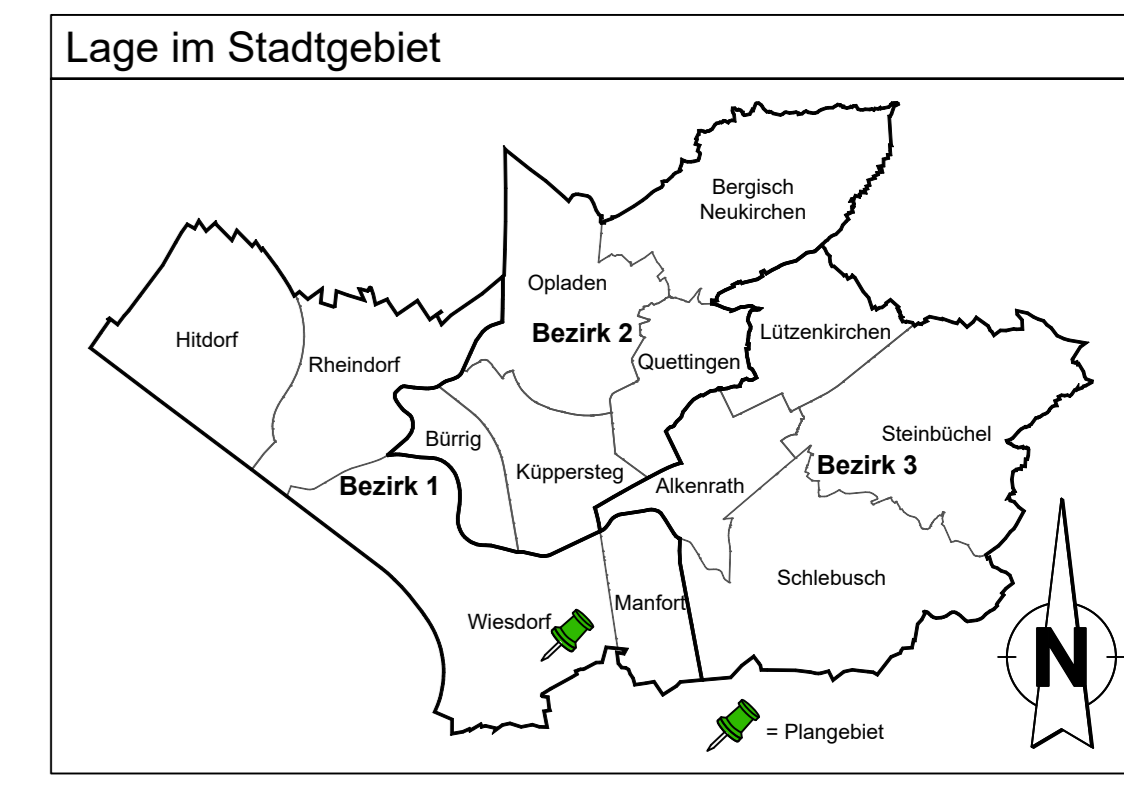 Lage im Stadtgebiet
Bergisch
Neukirchen
Opladen
Bezirk 2
Lützenkirchen
Hitdorf
Rheindorf
Quettingen
Bürrig
Steinbüchel
Küppersteg
Bezirk 3
Bezirk 1
Alkenrath
Schlebusch
Manfort
Wiesdorf
N
= Plangebiet